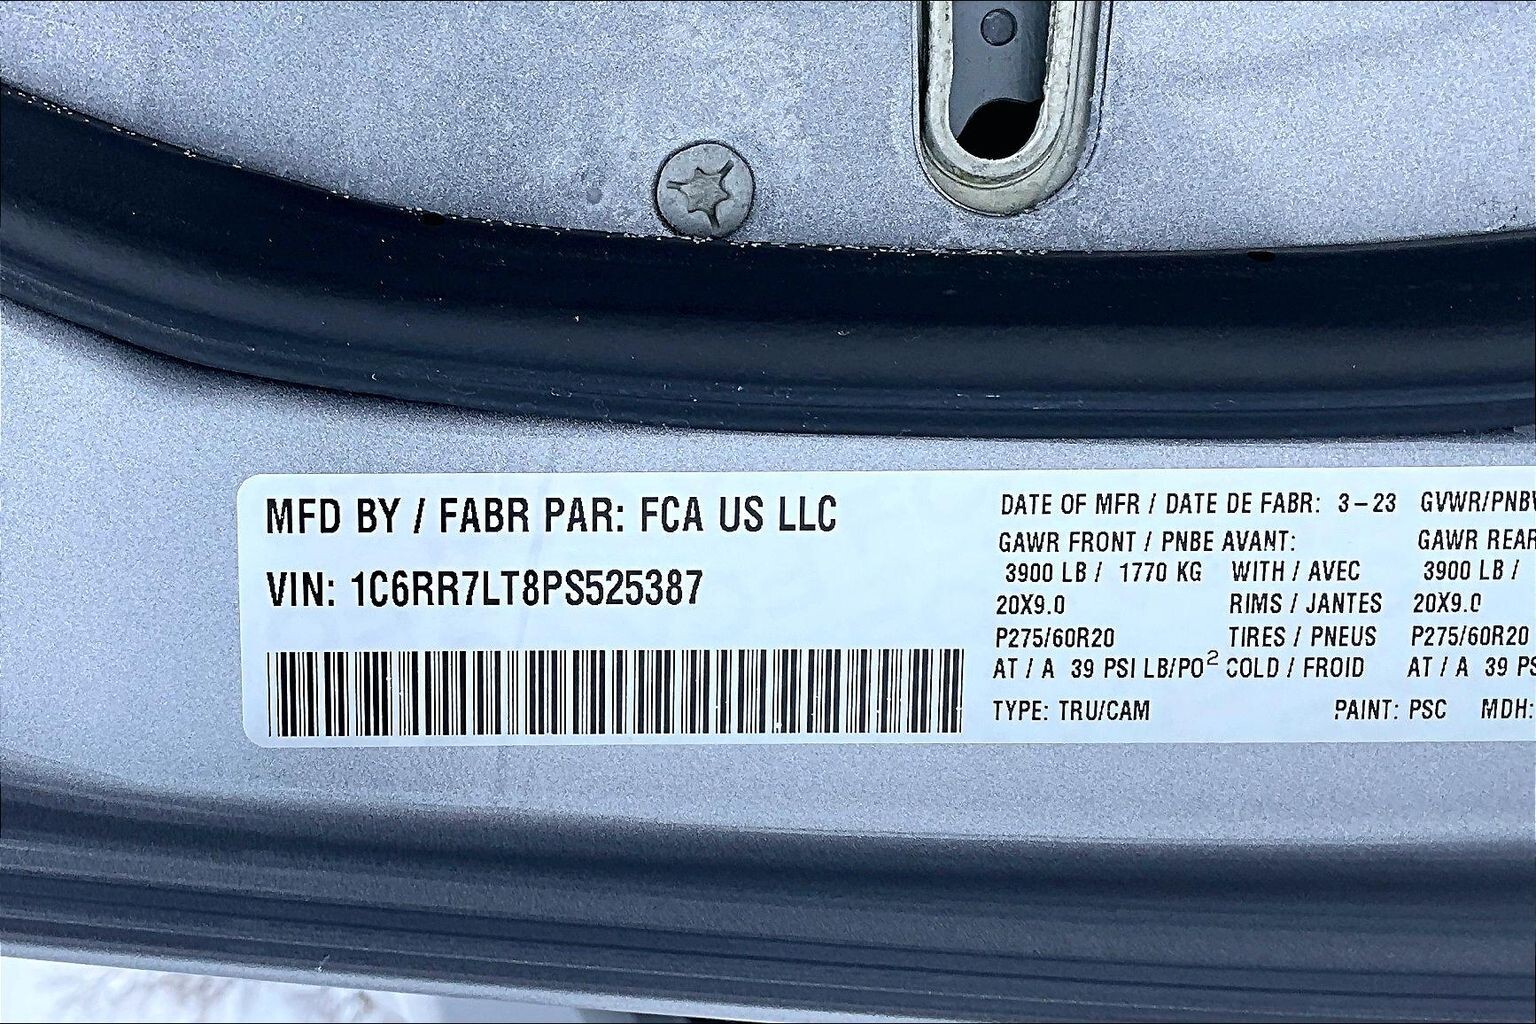 MFD BY / FABR PAR: FCA US LLC
VIN: 1C6RR7LT8PS525387
DATE OF MFR / DATE DE FABR: 3-23 GVWR/PNBV
GAWR FRONT / PNBE AVANT: GAWR REAR
3900 LB / 1770 KG WITH / AVEC 3900 LB /
20X9.0 RIMS / JANTES 20X9.0
P275/60R20 TIRES / PNEUS P275/60R20
AT / A 39 PSI LB/PO² COLD / FROID AT / A 39 PS
TYPE: TRU/CAM PAINT: PSC MDH: